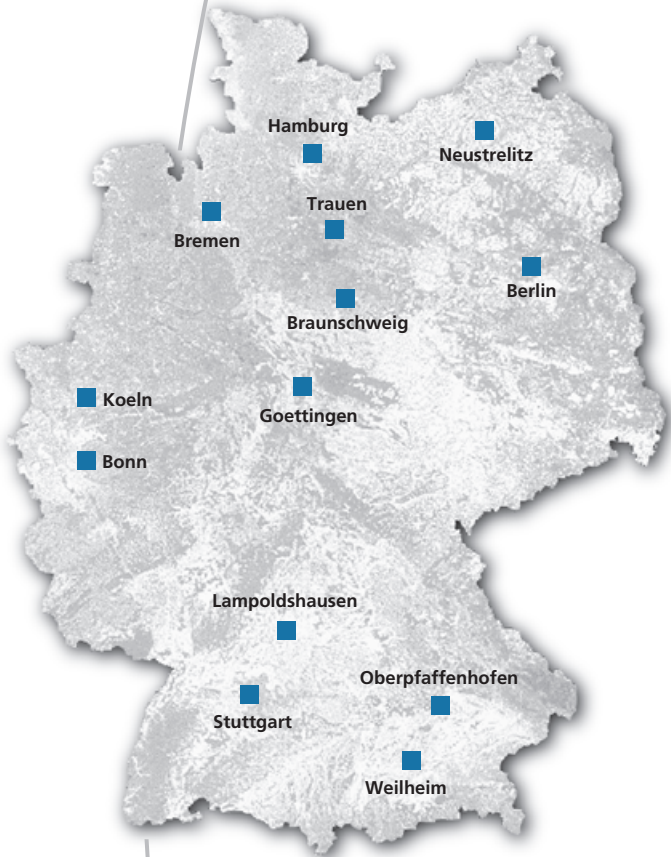 Hamburg
Neustrelitz
Trauen
Bremen
Berlin
Braunschweig
Koeln
Goettingen
Bonn
Lampoldshausen
Oberpfaffenhofen
Stuttgart
Weilheim